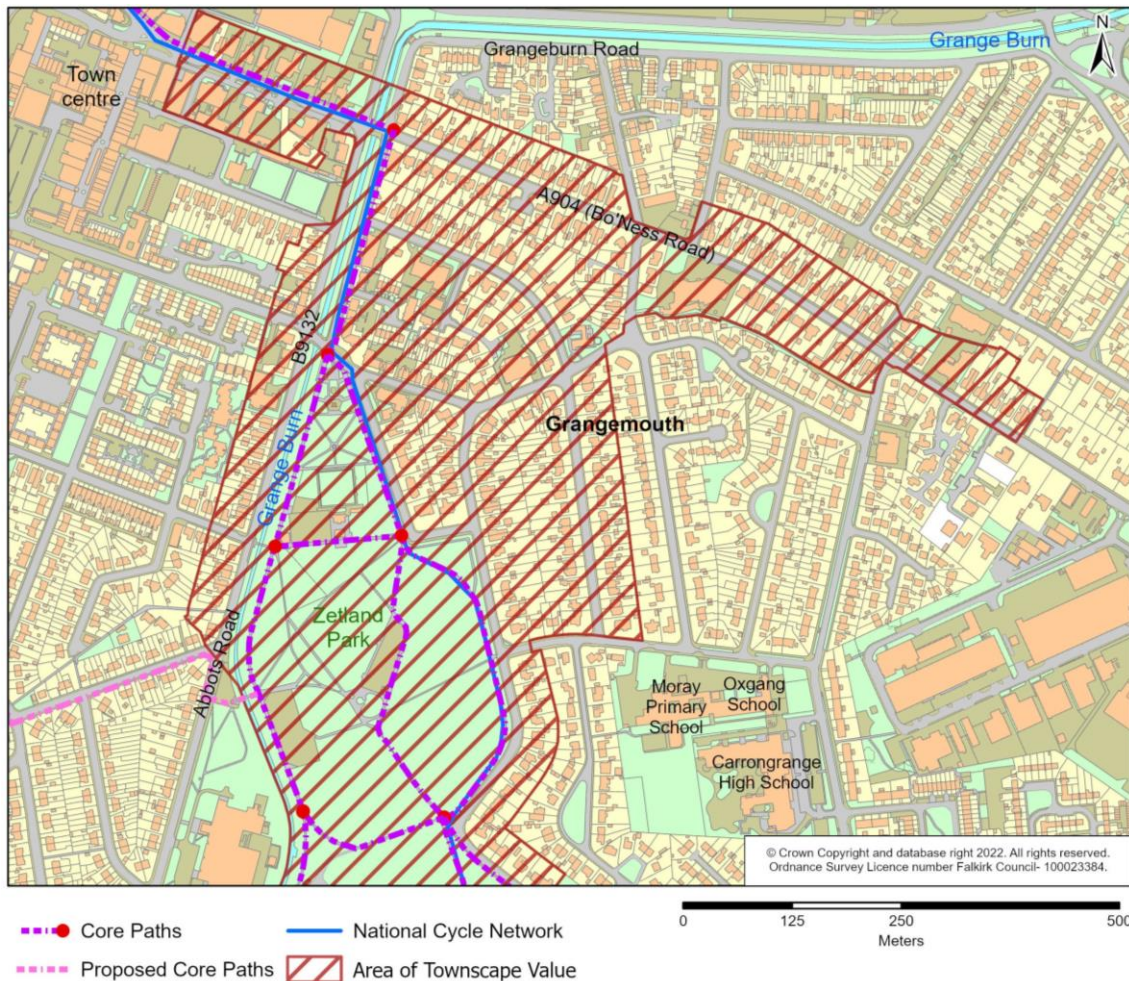 N
Grangeburn Road
Grange Burn
Town
centre
A904 (Bo'Ness Road)
B9132
Grangemouth
Grange Burn
Zetland
Park
Abbots Road
Moray
Primary
School
Oxgang
School
Carrongrange
High School
© Crown Copyright and database right 2022. All rights reserved.
Ordnance Survey Licence number Falkirk Council- 100023384.
Core Paths
National Cycle Network
Proposed Core Paths
Area of Townscape Value
0 125 250 500
Meters